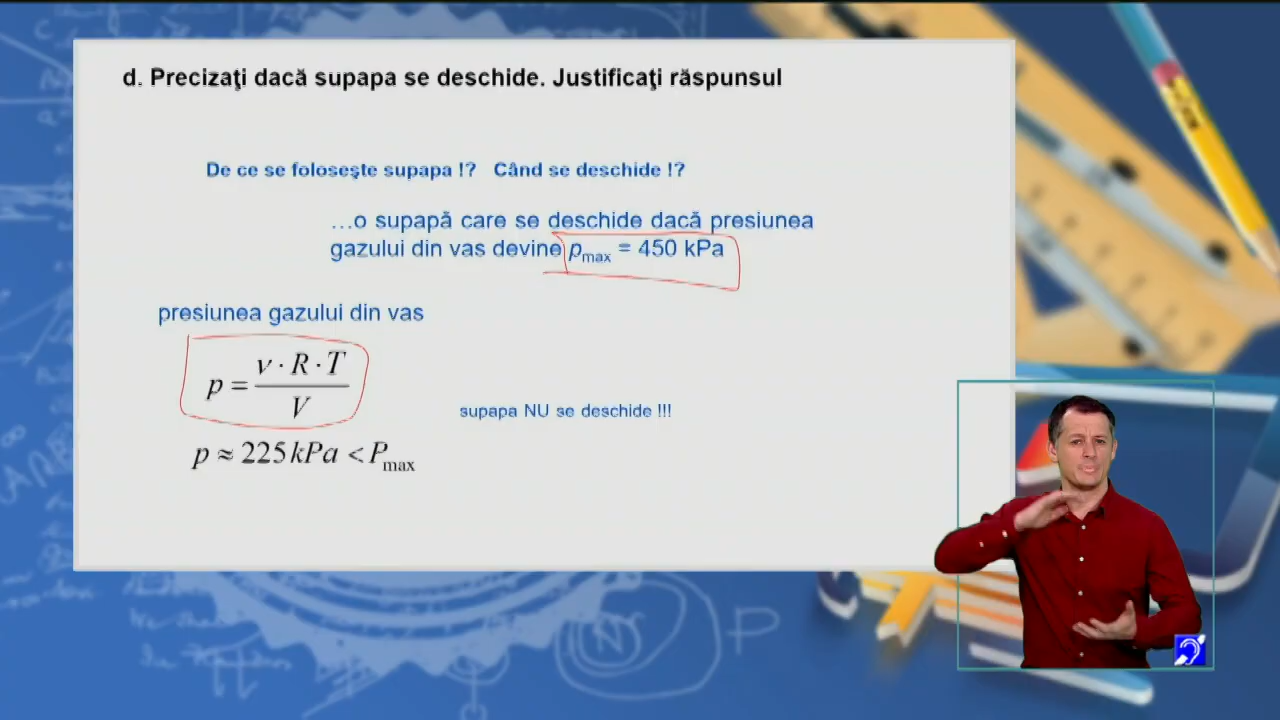 d. Precizaţi dacă supapa se deschide. Justificaţi răspunsul
De ce se foloseşte supapa !? Când se deschide !?
…o supapă care se deschide dacă presiunea
gazului din vas devine pmax = 450 kPa
presiunea gazului din vas
p = ν · R · T / V
supapa NU se deschide !!!
p ≈ 225 kPa < Pmax
P